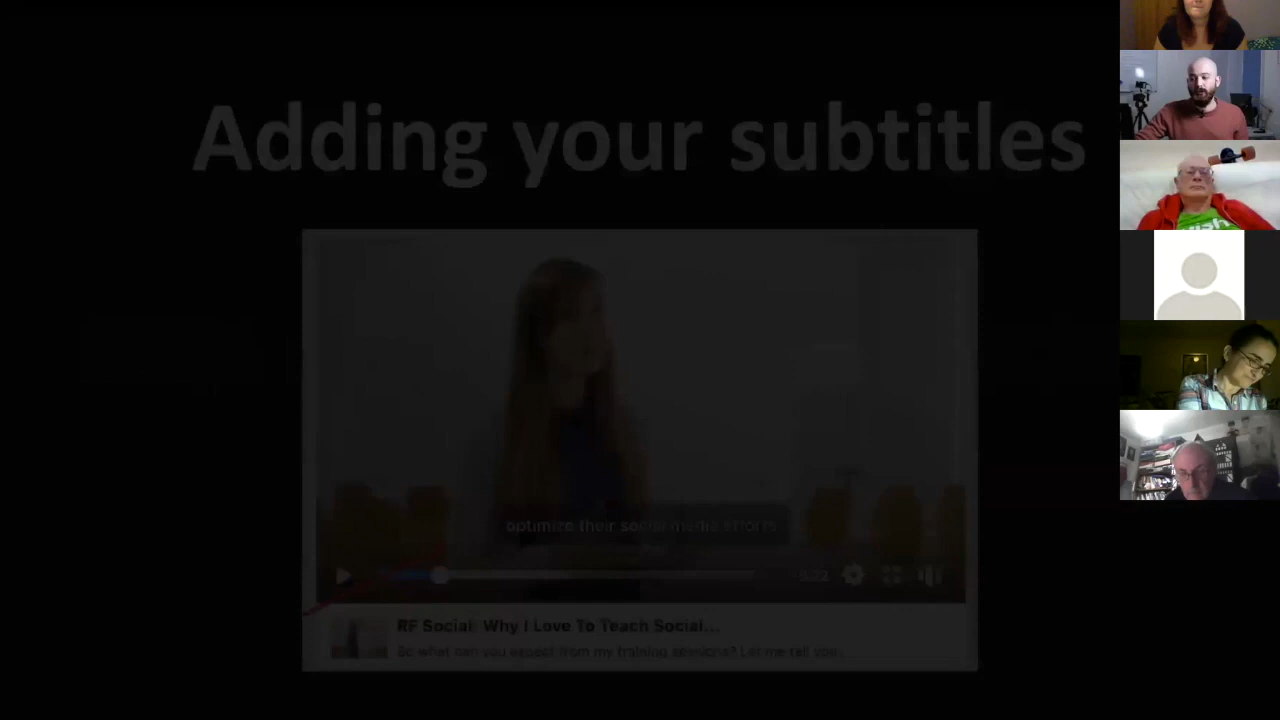 Adding your subtitles
optimize their social media efforts
RF Social: Why I Love To Teach Social...
So what can you expect from my training sessions? Let me tell you